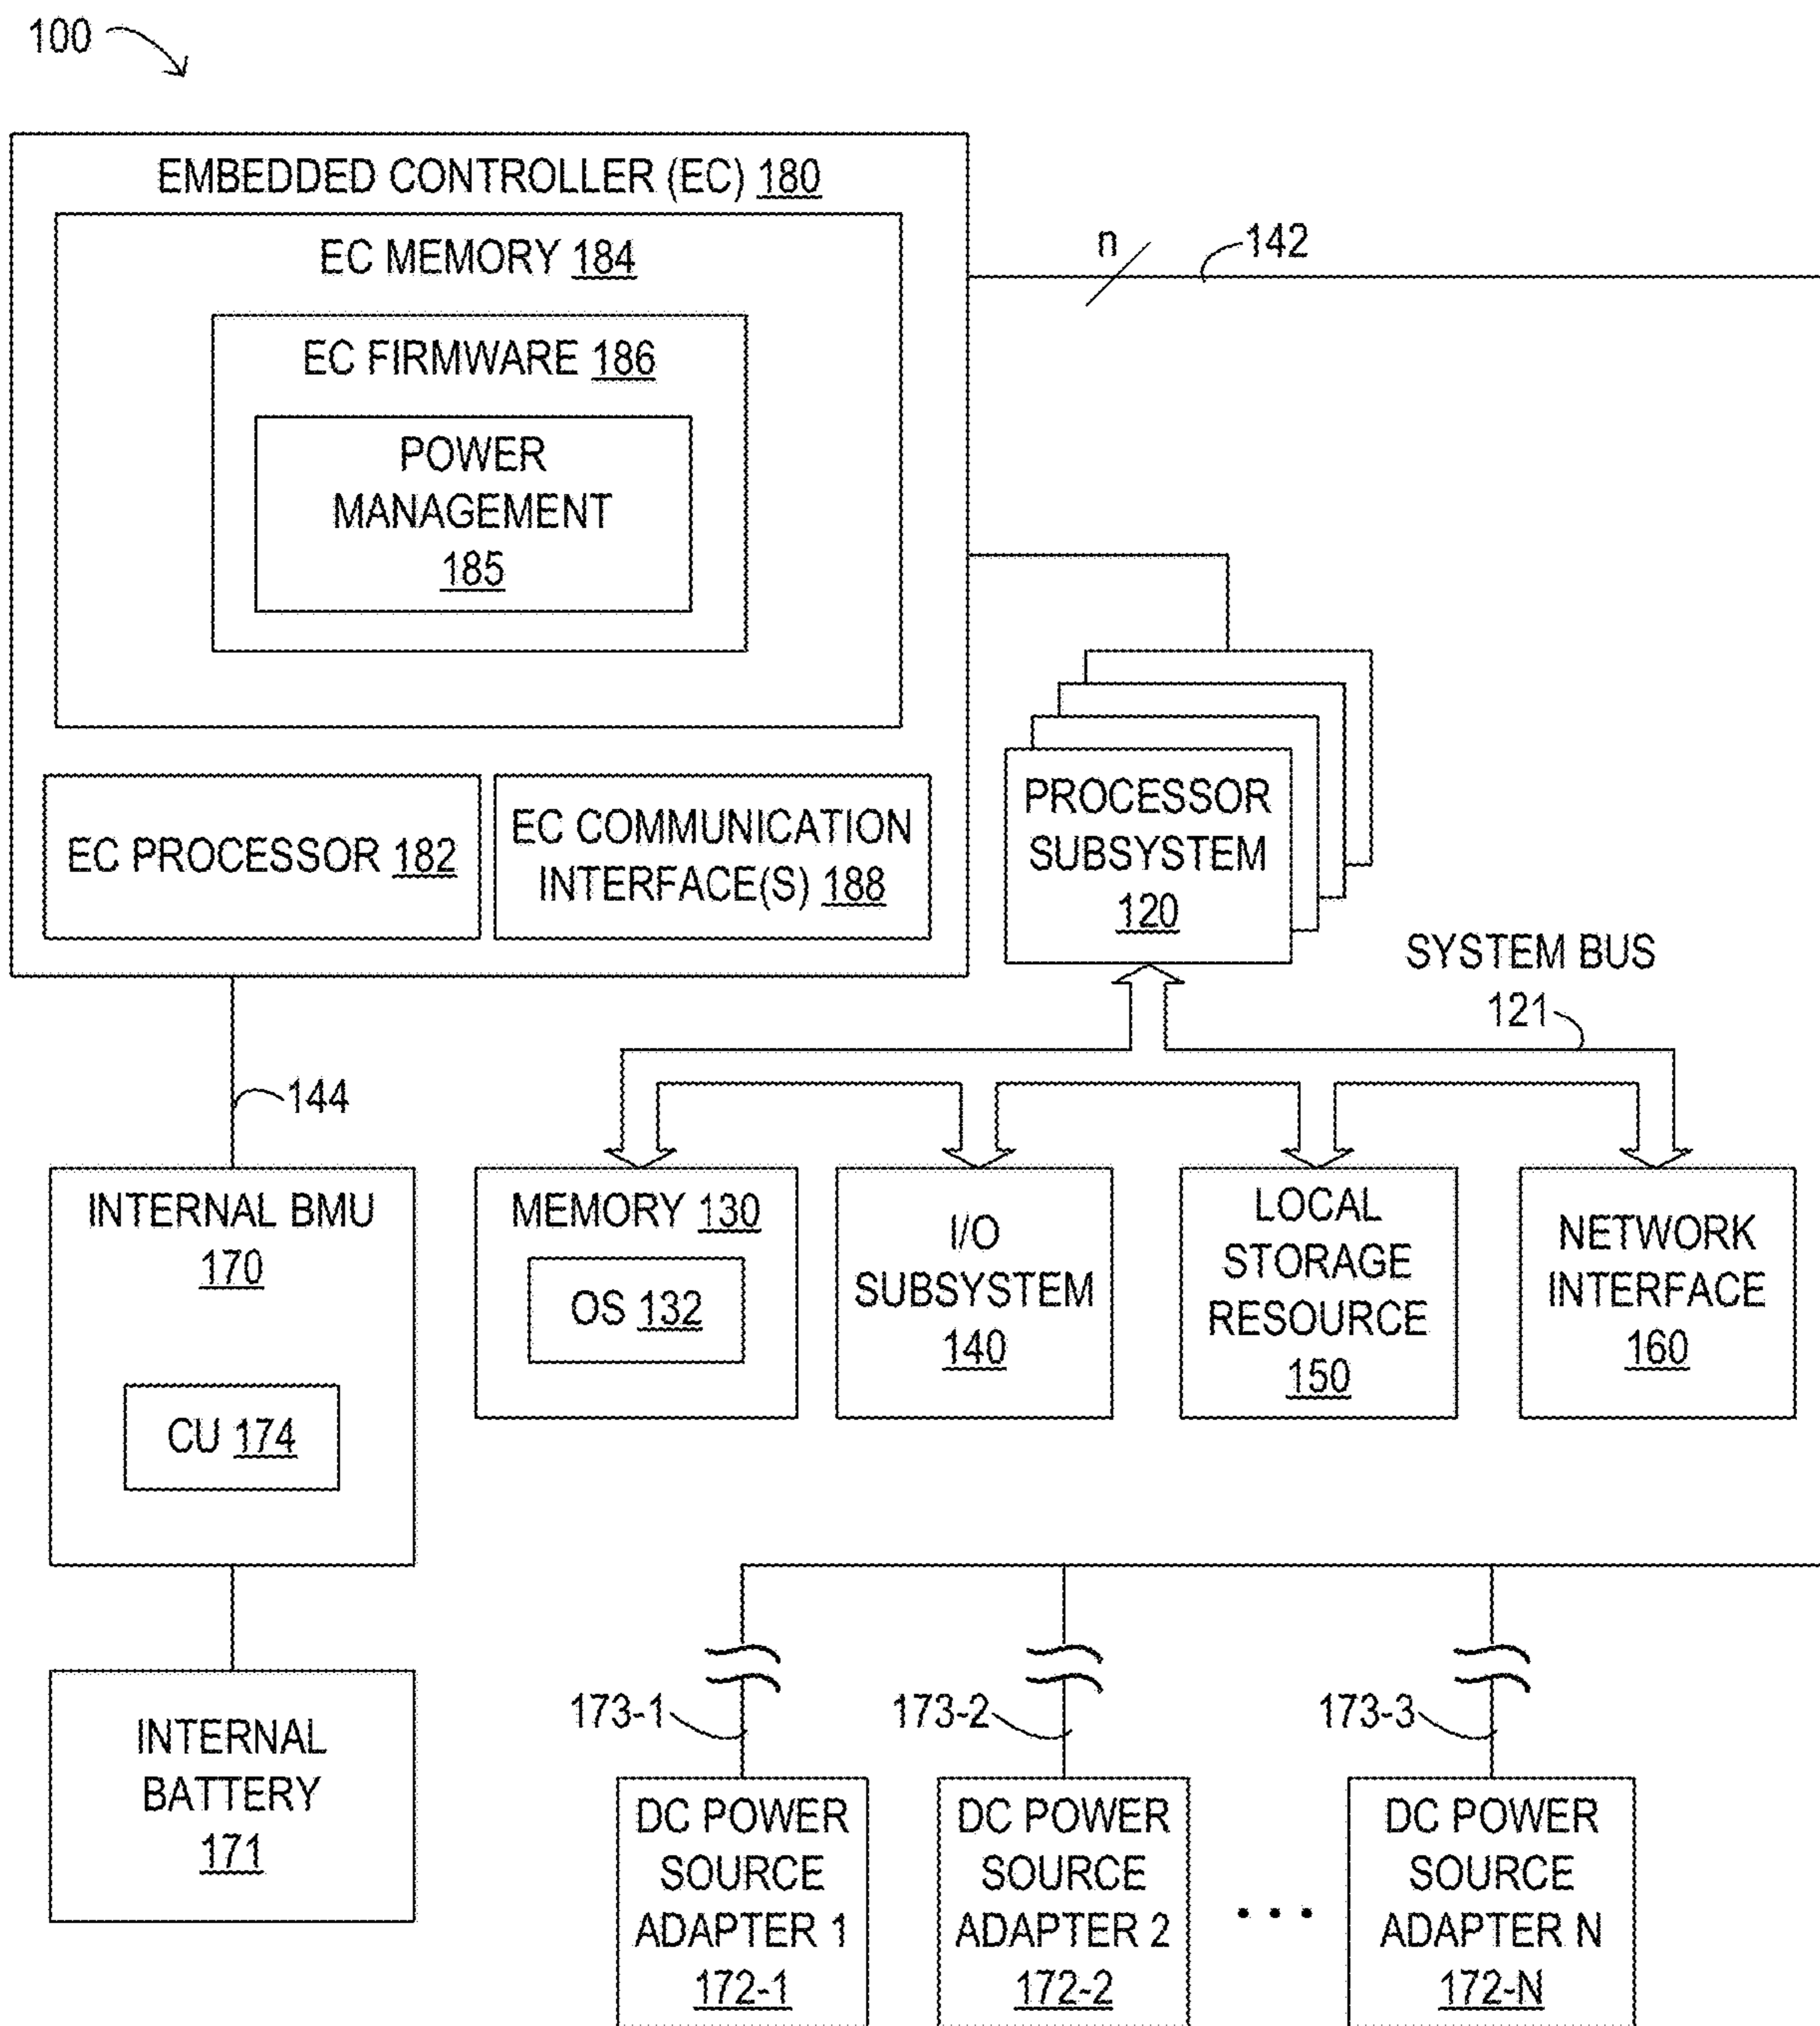 100
EMBEDDED CONTROLLER (EC) 180
EC MEMORY 184
EC FIRMWARE 186
POWER
MANAGEMENT
185
n
142
EC PROCESSOR 182
EC COMMUNICATION
INTERFACE(S) 188
PROCESSOR
SUBSYSTEM
120
SYSTEM BUS
121
144
INTERNAL BMU
170
CU 174
MEMORY 130
OS 132
I/O
SUBSYSTEM
140
LOCAL
STORAGE
RESOURCE
150
NETWORK
INTERFACE
160
INTERNAL
BATTERY
171
173-1
173-2
173-3
DC POWER
SOURCE
ADAPTER 1
172-1
DC POWER
SOURCE
ADAPTER 2
172-2
• • •
DC POWER
SOURCE
ADAPTER N
172-N